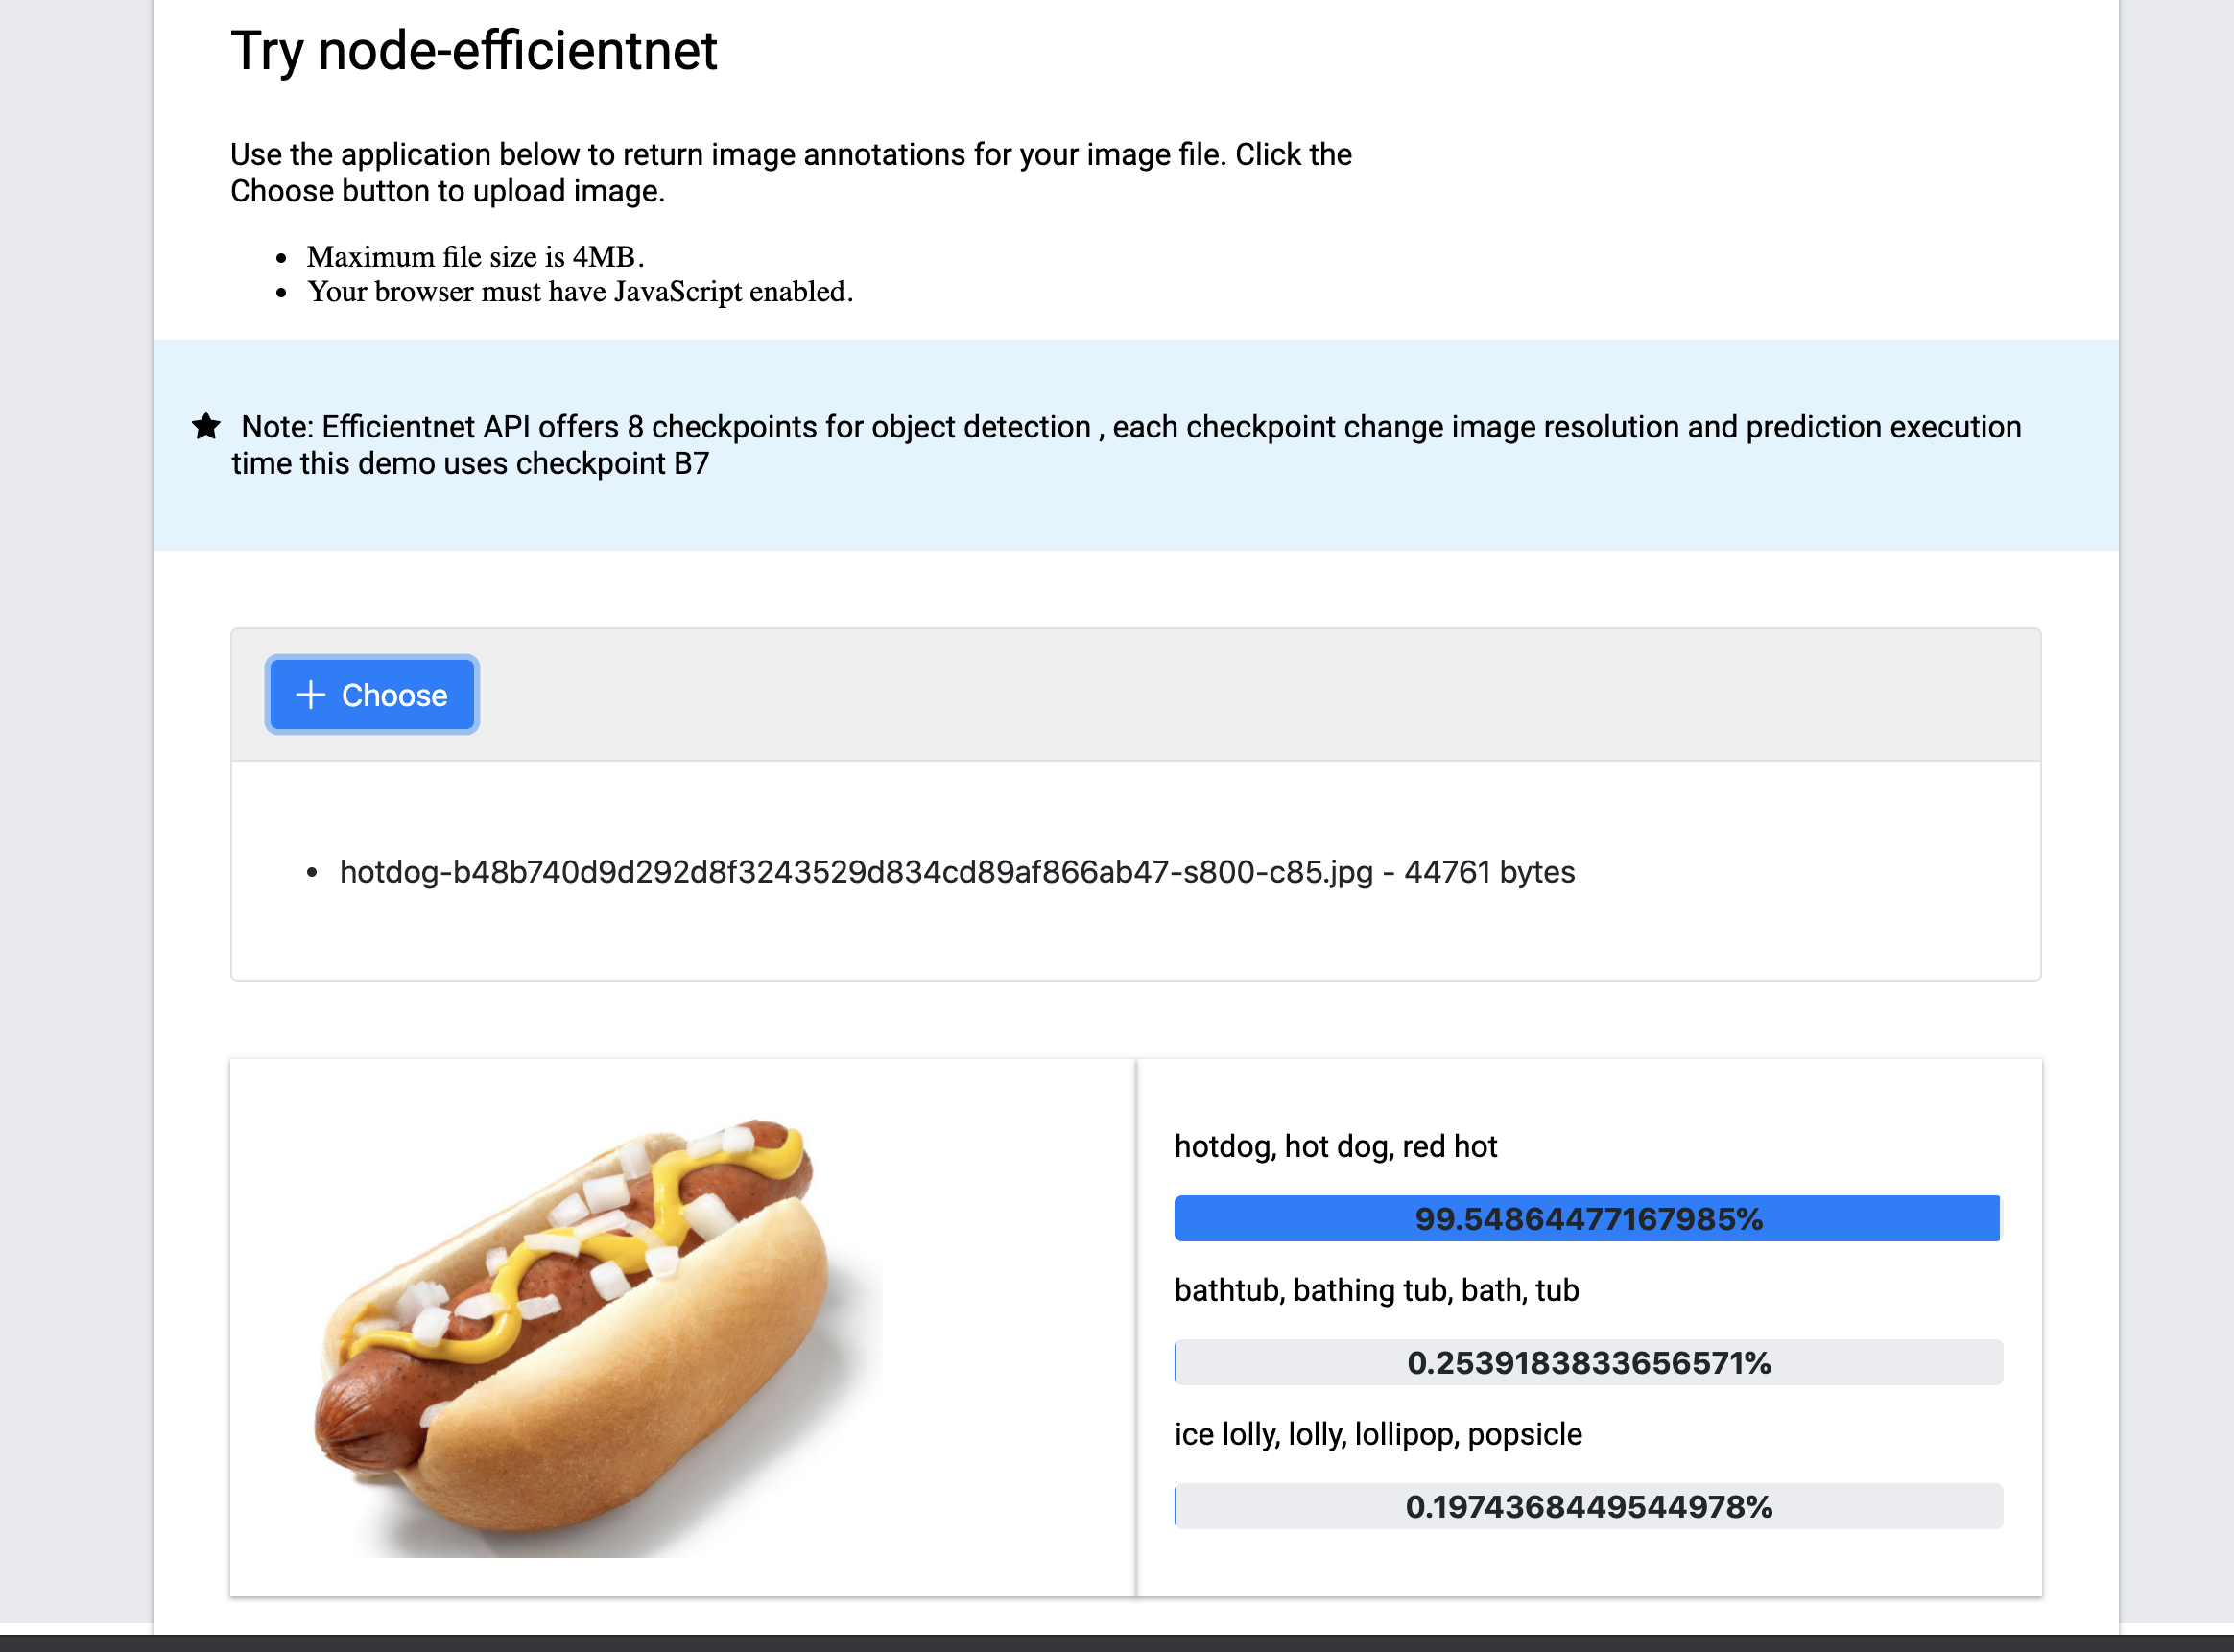 Try node-efficientnet
Use the application below to return image annotations for your image file. Click the
Choose button to upload image.
Maximum file size is 4MB.
Your browser must have JavaScript enabled.
Note: Efficientnet API offers 8 checkpoints for object detection , each checkpoint change image resolution and prediction execution
time this demo uses checkpoint B7
Choose
hotdog-b48b740d9d292d8f3243529d834cd89af866ab47-s800-c85.jpg - 44761 bytes
hotdog, hot dog, red hot
99.54864477167985%
bathtub, bathing tub, bath, tub
0.2539183833656571%
ice lolly, lolly, lollipop, popsicle
0.1974368449544978%